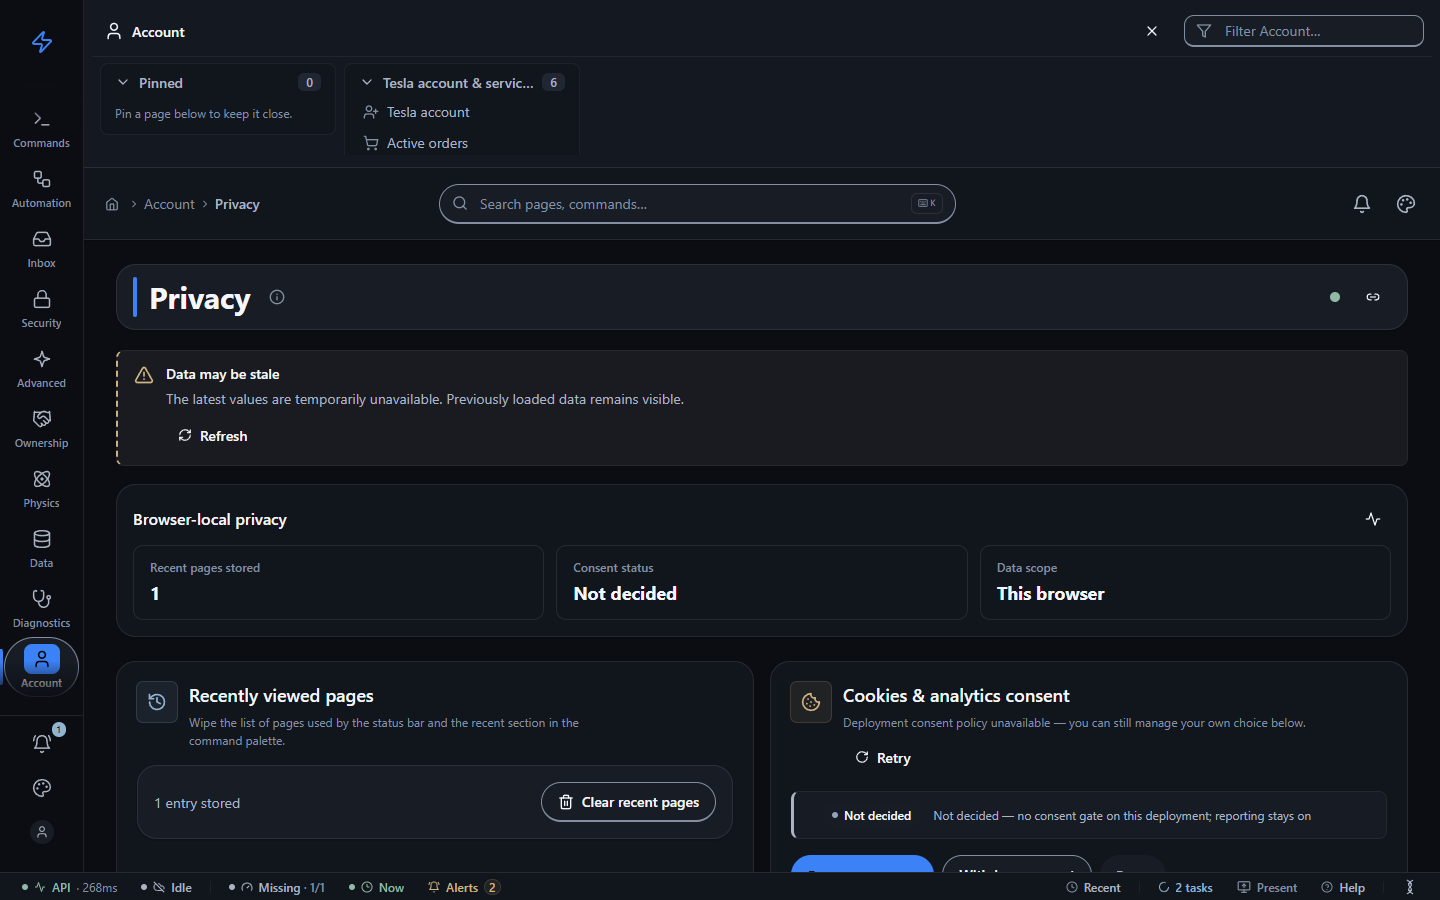 Account
Filter Account...
Pinned
0
Pin a page below to keep it close.
Tesla account & servic...
6
Tesla account
Active orders
Commands
Automation
Inbox
Security
Advanced
Ownership
Physics
Data
Diagnostics
Account
1
Account
Privacy
Search pages, commands...
K
Privacy
Data may be stale
The latest values are temporarily unavailable. Previously loaded data remains visible.
Refresh
Browser-local privacy
Recent pages stored
1
Consent status
Not decided
Data scope
This browser
Recently viewed pages
Wipe the list of pages used by the status bar and the recent section in the
command palette.
1 entry stored
Clear recent pages
Cookies & analytics consent
Deployment consent policy unavailable — you can still manage your own choice below.
Retry
Not decided
Not decided — no consent gate on this deployment; reporting stays on
API · 268ms
Idle
Missing · 1/1
Now
Alerts 2
Recent
2 tasks
Present
Help